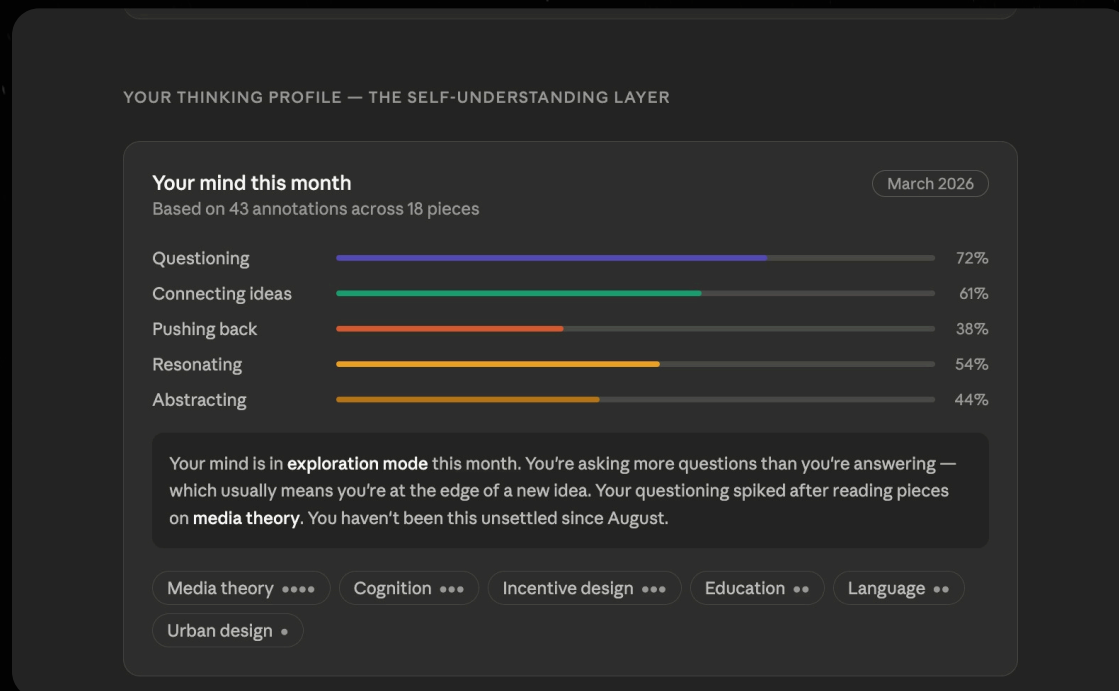 YOUR THINKING PROFILE — THE SELF-UNDERSTANDING LAYER
Your mind this month
March 2026
Based on 43 annotations across 18 pieces
Questioning 72%
Connecting ideas 61%
Pushing back 38%
Resonating 54%
Abstracting 44%
Your mind is in exploration mode this month. You're asking more questions than you're answering —
which usually means you're at the edge of a new idea. Your questioning spiked after reading pieces
on media theory. You haven't been this unsettled since August.
Media theory •••• Cognition ••• Incentive design ••• Education •• Language ••
Urban design •